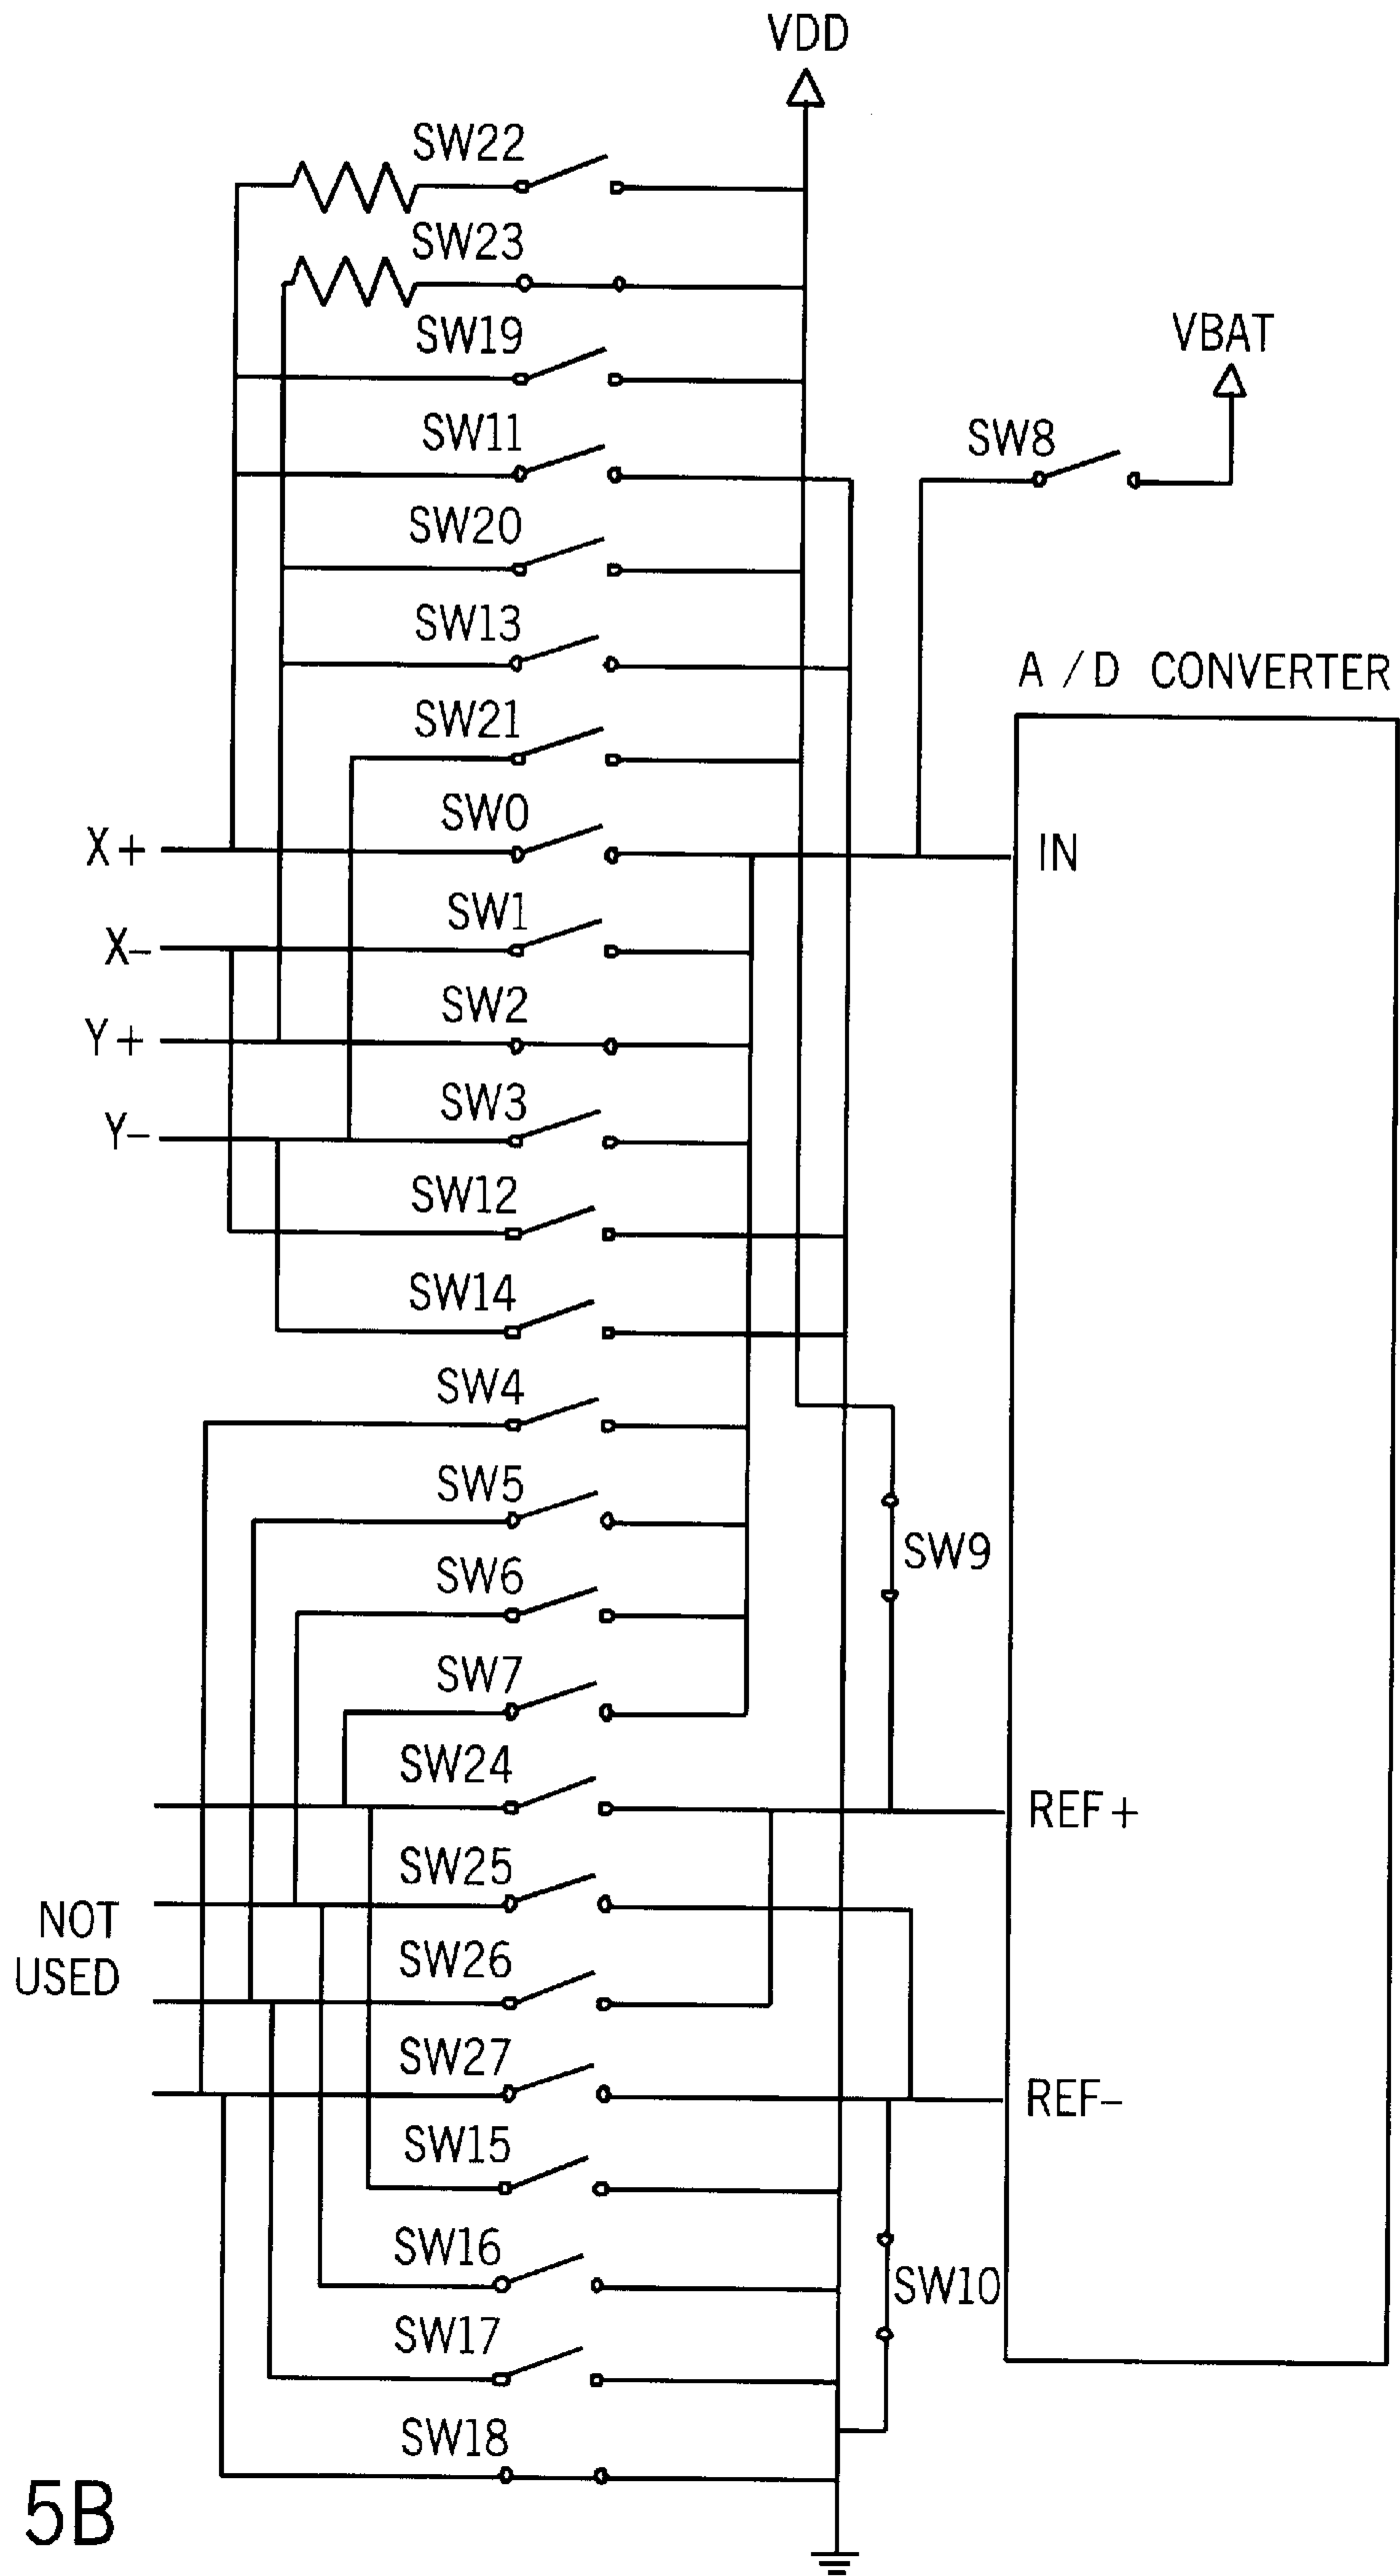 VDD
SW22
SW23
SW19
VBAT
SW11
SW8
SW20
SW13
A / D CONVERTER
SW21
SW0
X+
IN
SW1
X-
SW2
Y+
SW3
Y-
SW12
SW14
SW4
SW5
SW9
SW6
SW7
SW24
REF+
SW25
NOT
USED
SW26
SW27
REF-
SW15
SW16
SW10
SW17
SW18
5B